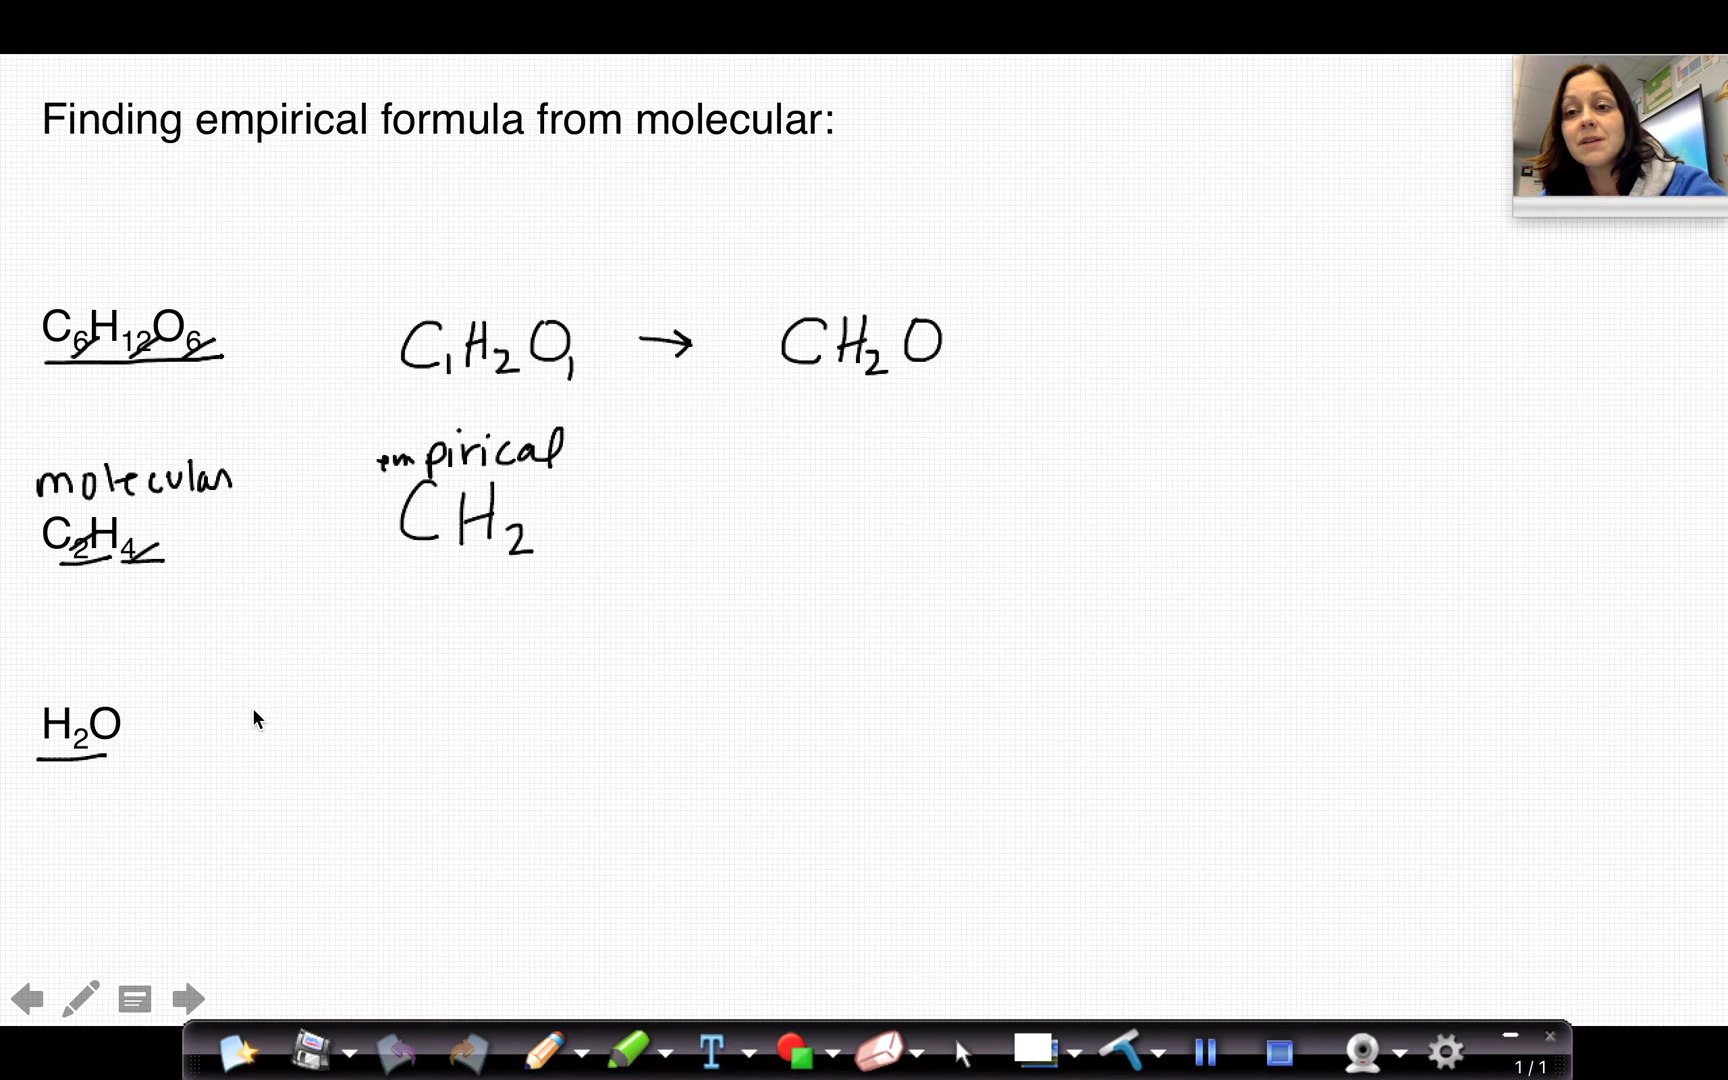 Finding empirical formula from molecular:
C₆H₁₂O₆ C₁H₂O₁ → CH₂O
empirical
molecular
CH₂
C₂H₄
H₂O
T
1 / 1